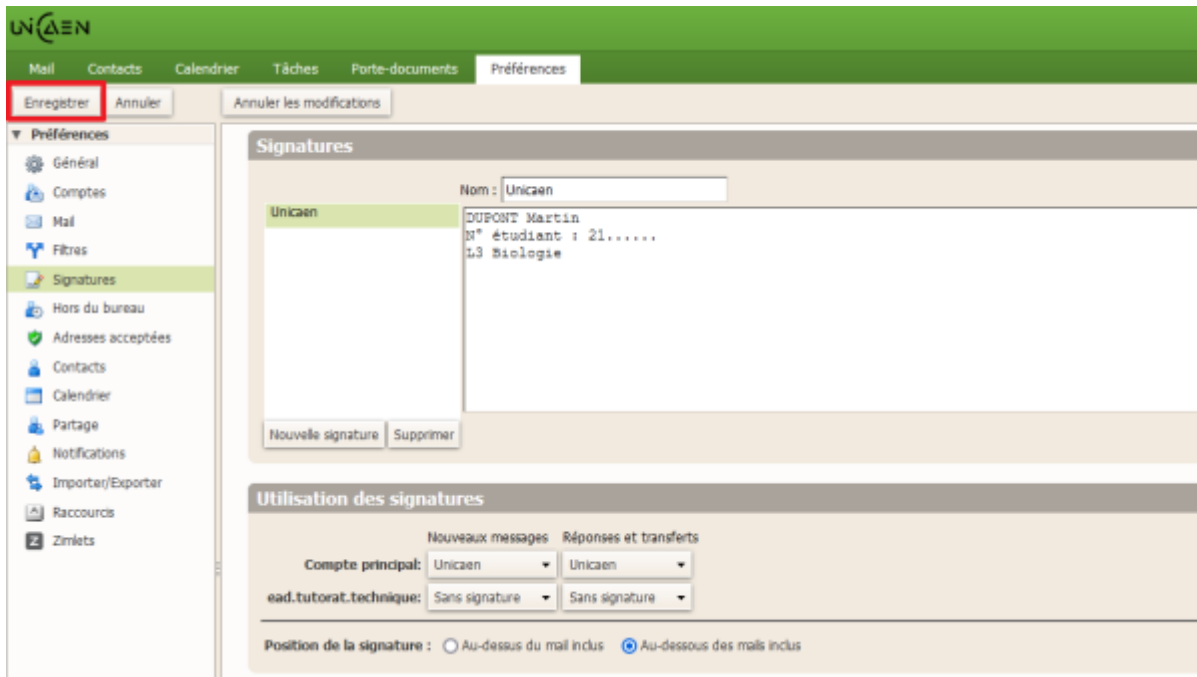 UNICAEN
Mail Contacts Calendrier Tâches Porte-documents Préférences
Enregistrer Annuler Annuler les modifications
Préférences
Général
Comptes
Mail
Filtres
Signatures
Hors du bureau
Adresses acceptées
Contacts
Calendrier
Partage
Notifications
Importer/Exporter
Raccourcis
Zimlets
Signatures
Nom : Unicaen
Unicaen
DUPONT Martin
N° étudiant : 21......
L3 Biologie
Nouvelle signature Supprimer
Utilisation des signatures
Nouveaux messages Réponses et transferts
Compte principal: Unicaen Unicaen
ead.tutorat.technique: Sans signature Sans signature
Position de la signature : Au-dessus du mail inclus Au-dessous des mails inclus